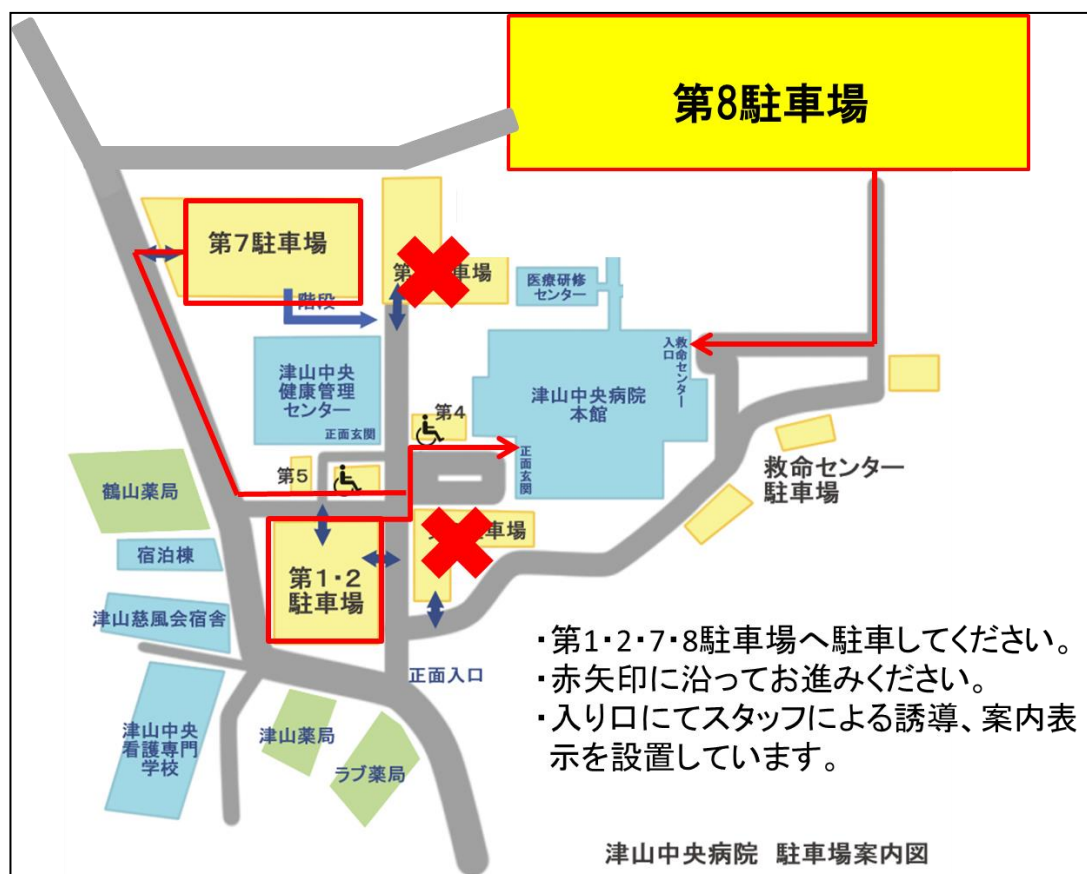 第8駐車場
第7駐車場
第
車場
階段
医療研修
センター
救命センター
入口
津山中央
健康管理
センター
正面玄関
津山中央病院
本館
第4
正面玄関
第5
鶴山薬局
救命センター
駐車場
駐車場
宿泊棟
第1・2
駐車場
津山慈風会宿舎
正面入口
津山中央
看護専門
学校
津山薬局
ラブ薬局
・第1・2・7・8駐車場へ駐車してください。
・赤矢印に沿ってお進みください。
・入り口にてスタッフによる誘導、案内表
示を設置しています。
津山中央病院 駐車場案内図